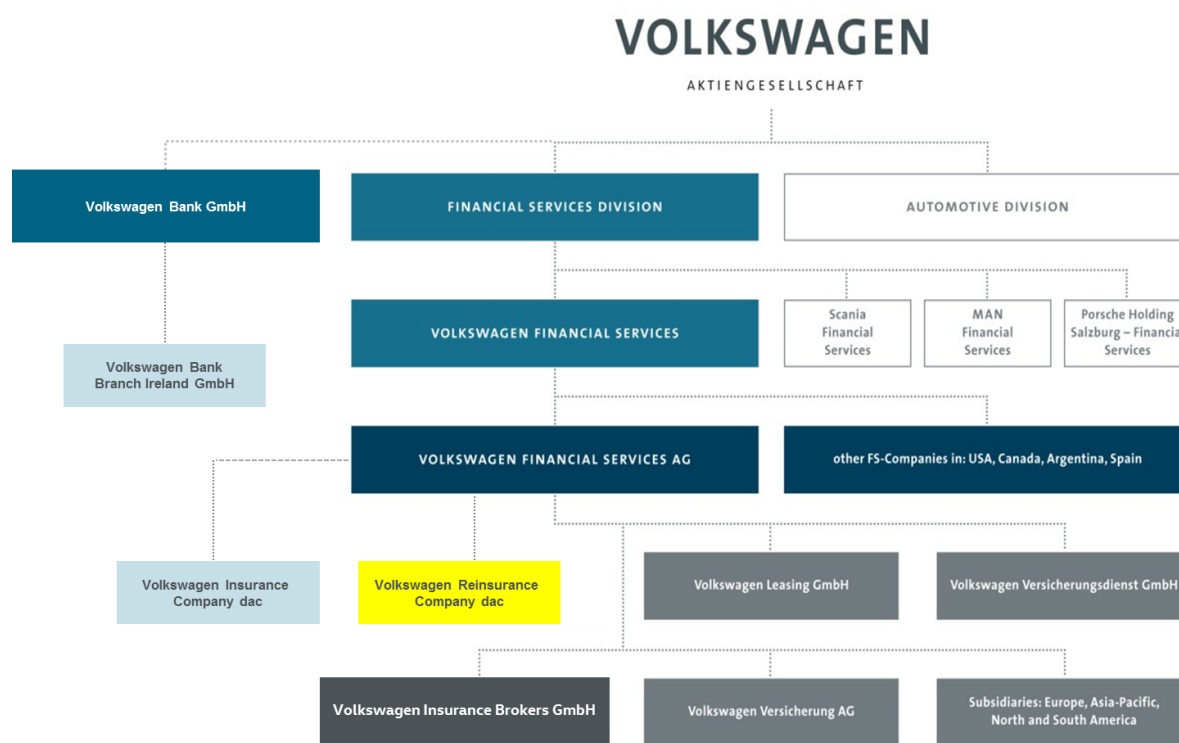 VOLKSWAGEN
AKTIENGESELLSCHAFT
Volkswagen Bank GmbH
FINANCIAL SERVICES DIVISION
AUTOMOTIVE DIVISION
VOLKSWAGEN FINANCIAL SERVICES
Scania
Financial
Services
MAN
Financial
Services
Porsche Holding
Salzburg – Financia
Services
Volkswagen Bank
Branch Ireland GmbH
VOLKSWAGEN FINANCIAL SERVICES AG
other FS-Companies in: USA, Canada, Argentina, Spain
Volkswagen Insurance
Company dac
Volkswagen Reinsurance
Company dac
Volkswagen Leasing GmbH
Volkswagen Versicherungsdienst GmbH
Volkswagen Insurance Brokers GmbH
Volkswagen Versicherung AG
Subsidiaries: Europe, Asia-Pacific,
North and South America